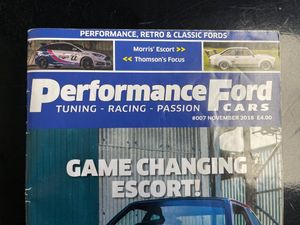 PERFORMANCE, RETRO & CLASSIC FORDS
Morris' Escort >>
<< Thomson's Focus
Performance Ford
CARS
TUNING - RACING - PASSION
#007 NOVEMBER 2018 £4.00
GAME CHANGING
ESCORT!